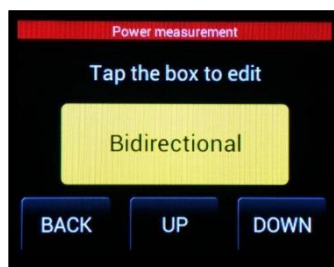 Power measurement
Tap the box to edit
Bidirectional
BACK UP DOWN